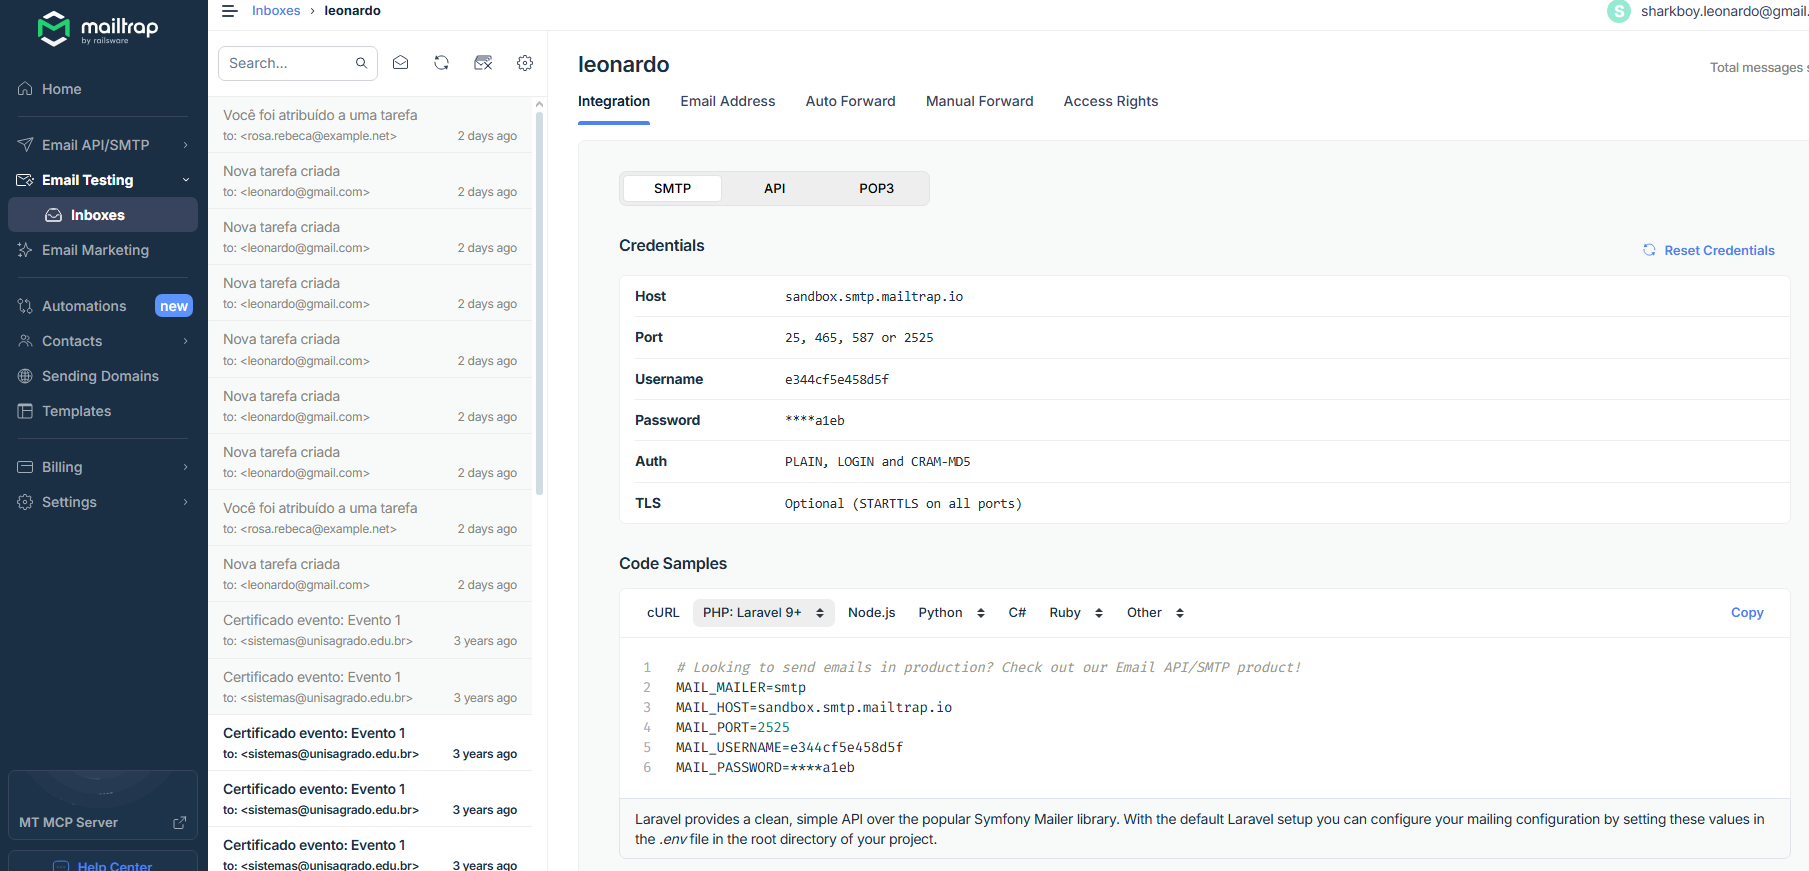 mailtrap
by railsware
Home
Email API/SMTP
Email Testing
Inboxes
Email Marketing
Automations new
Contacts
Sending Domains
Templates
Billing
Settings
MT MCP Server
Help Center
Inboxes › leonardo
S sharkboy.leonardo@gmail.
Search...
Você foi atribuído a uma tarefa
to: <rosa.rebeca@example.net> 2 days ago
Nova tarefa criada
to: <leonardo@gmail.com> 2 days ago
Nova tarefa criada
to: <leonardo@gmail.com> 2 days ago
Nova tarefa criada
to: <leonardo@gmail.com> 2 days ago
Nova tarefa criada
to: <leonardo@gmail.com> 2 days ago
Nova tarefa criada
to: <leonardo@gmail.com> 2 days ago
Nova tarefa criada
to: <leonardo@gmail.com> 2 days ago
Você foi atribuído a uma tarefa
to: <rosa.rebeca@example.net> 2 days ago
Nova tarefa criada
to: <leonardo@gmail.com> 2 days ago
Certificado evento: Evento 1
to: <sistemas@unisagrado.edu.br> 3 years ago
Certificado evento: Evento 1
to: <sistemas@unisagrado.edu.br> 3 years ago
Certificado evento: Evento 1
to: <sistemas@unisagrado.edu.br> 3 years ago
Certificado evento: Evento 1
to: <sistemas@unisagrado.edu.br> 3 years ago
Certificado evento: Evento 1
to: <sistemas@unisagrado.edu.br> 3 years ago
leonardo
Total messages s
Integration Email Address Auto Forward Manual Forward Access Rights
SMTP API POP3
Credentials
Reset Credentials
Host sandbox.smtp.mailtrap.io
Port 25, 465, 587 or 2525
Username e344cf5e458d5f
Password ****a1eb
Auth PLAIN, LOGIN and CRAM-MD5
TLS Optional (STARTTLS on all ports)
Code Samples
cURL PHP: Laravel 9+ Node.js Python C# Ruby Other Copy
1 # Looking to send emails in production? Check out our Email API/SMTP product!
2 MAIL_MAILER=smtp
3 MAIL_HOST=sandbox.smtp.mailtrap.io
4 MAIL_PORT=2525
5 MAIL_USERNAME=e344cf5e458d5f
6 MAIL_PASSWORD=****a1eb
Laravel provides a clean, simple API over the popular Symfony Mailer library. With the default Laravel setup you can configure your mailing configuration by setting these values in
the .env file in the root directory of your project.